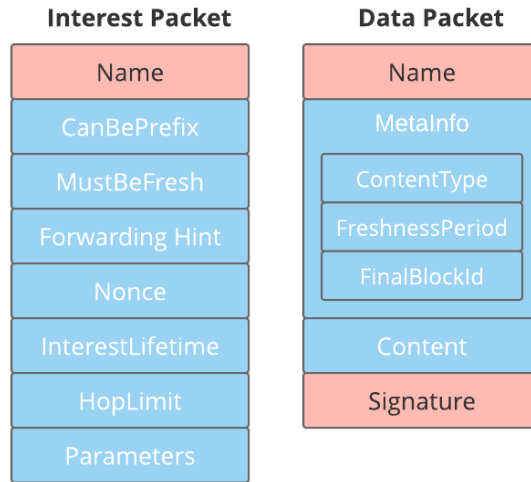 Interest Packet
Name
CanBePrefix
MustBeFresh
Forwarding Hint
Nonce
InterestLifetime
HopLimit
Parameters
Data Packet
Name
MetaInfo
ContentType
FreshnessPeriod
FinalBlockId
Content
Signature